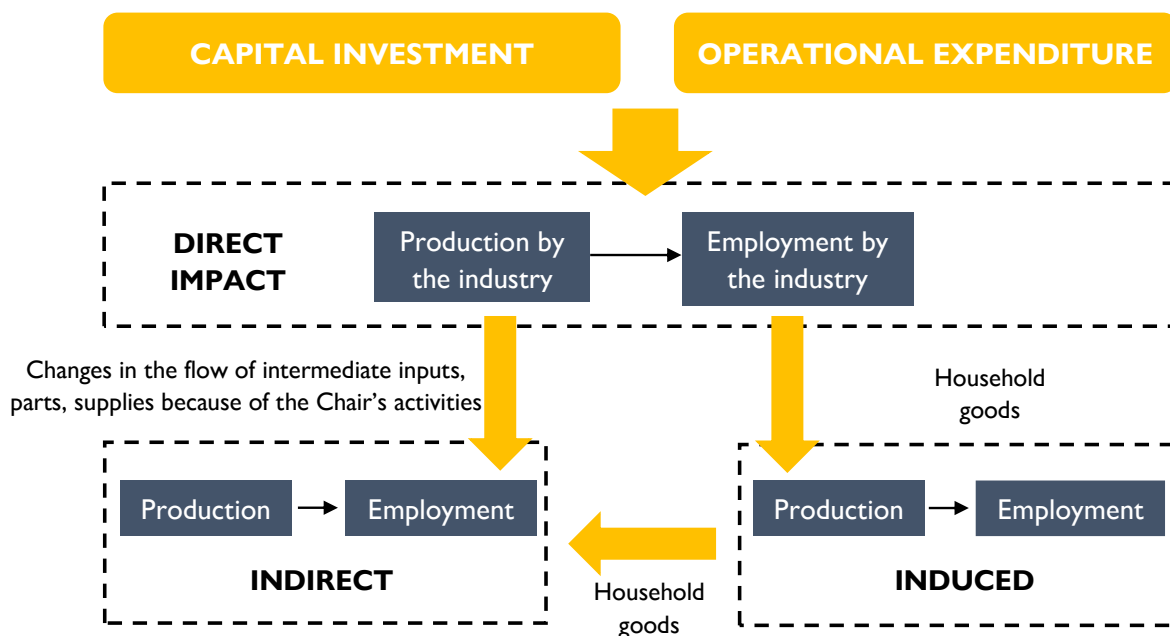 CAPITAL INVESTMENT
OPERATIONAL EXPENDITURE
DIRECT
IMPACT
Production by
the industry
Employment by
the industry
Changes in the flow of intermediate inputs,
parts, supplies because of the Chair's activities
Household
goods
Production
Employment
INDIRECT
Household
goods
Production
Employment
INDUCED